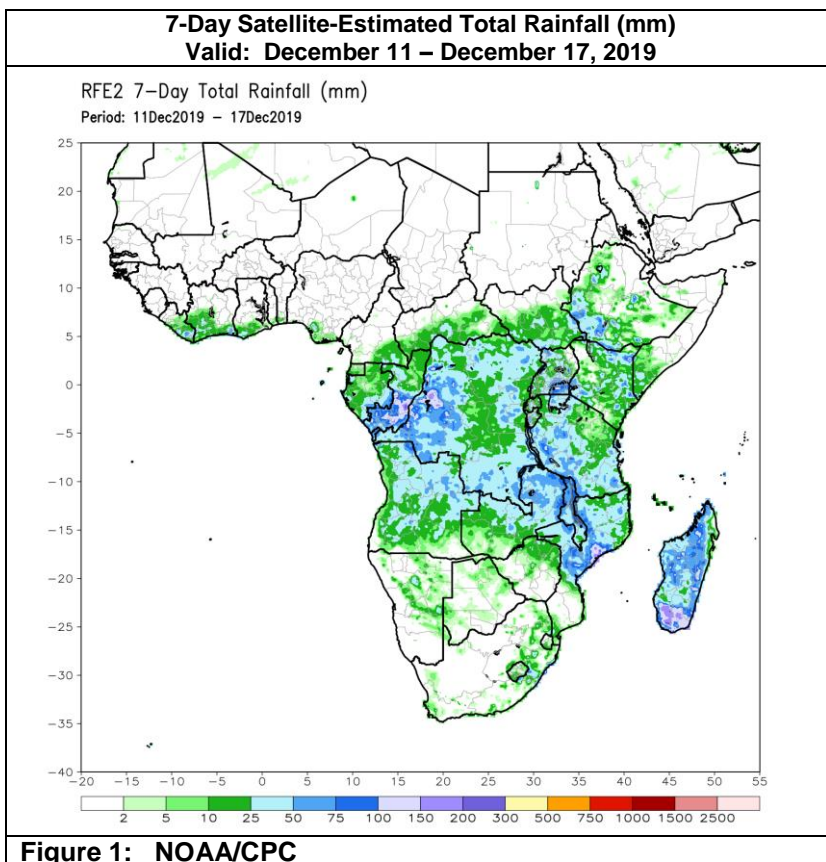 7-Day Satellite-Estimated Total Rainfall (mm)
Valid: December 11 – December 17, 2019
RFE2 7-Day Total Rainfall (mm)
Period: 11Dec2019 – 17Dec2019
25
20
15
10
5
0
-5
-10
-15
-20
-25
-30
-35
-40
-20 -15 -10 -5 0 5 10 15 20 25 30 35 40 45 50 55
2 5 10 25 50 75 100 150 200 300 500 750 1000 1500 2500
Figure 1: NOAA/CPC